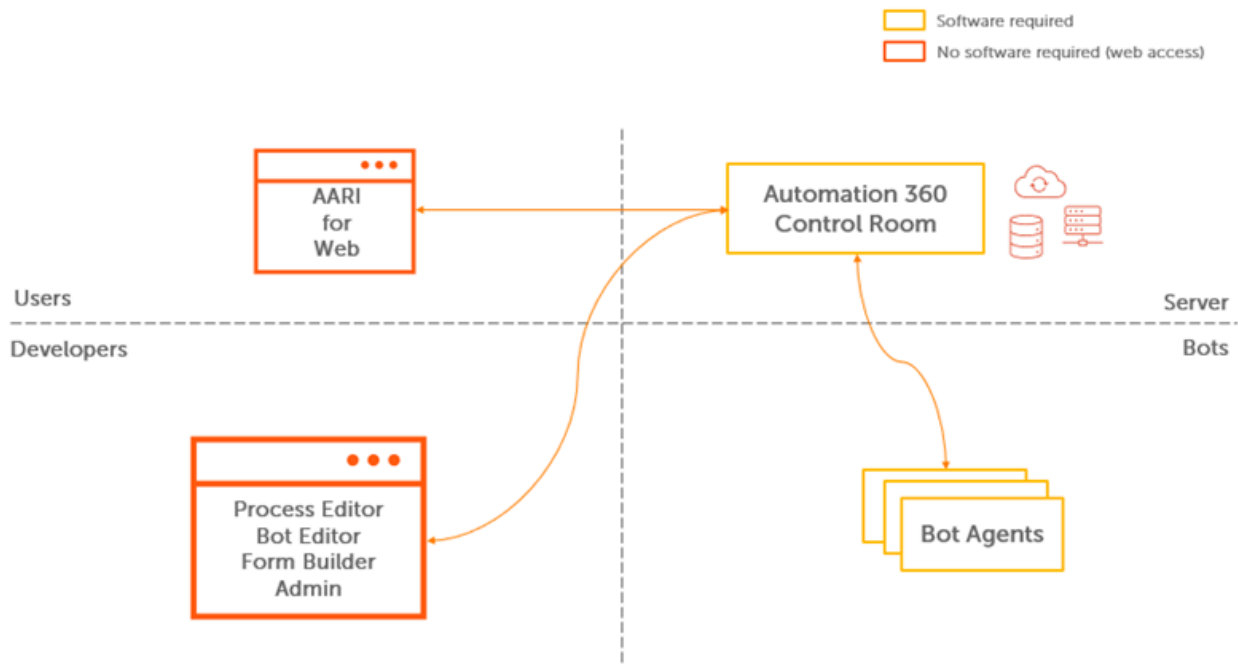 Software required
No software required (web access)
AARI
for
Web
Automation 360
Control Room
Users
Server
Developers
Bots
Process Editor
Bot Editor
Form Builder
Admin
Bot Agents